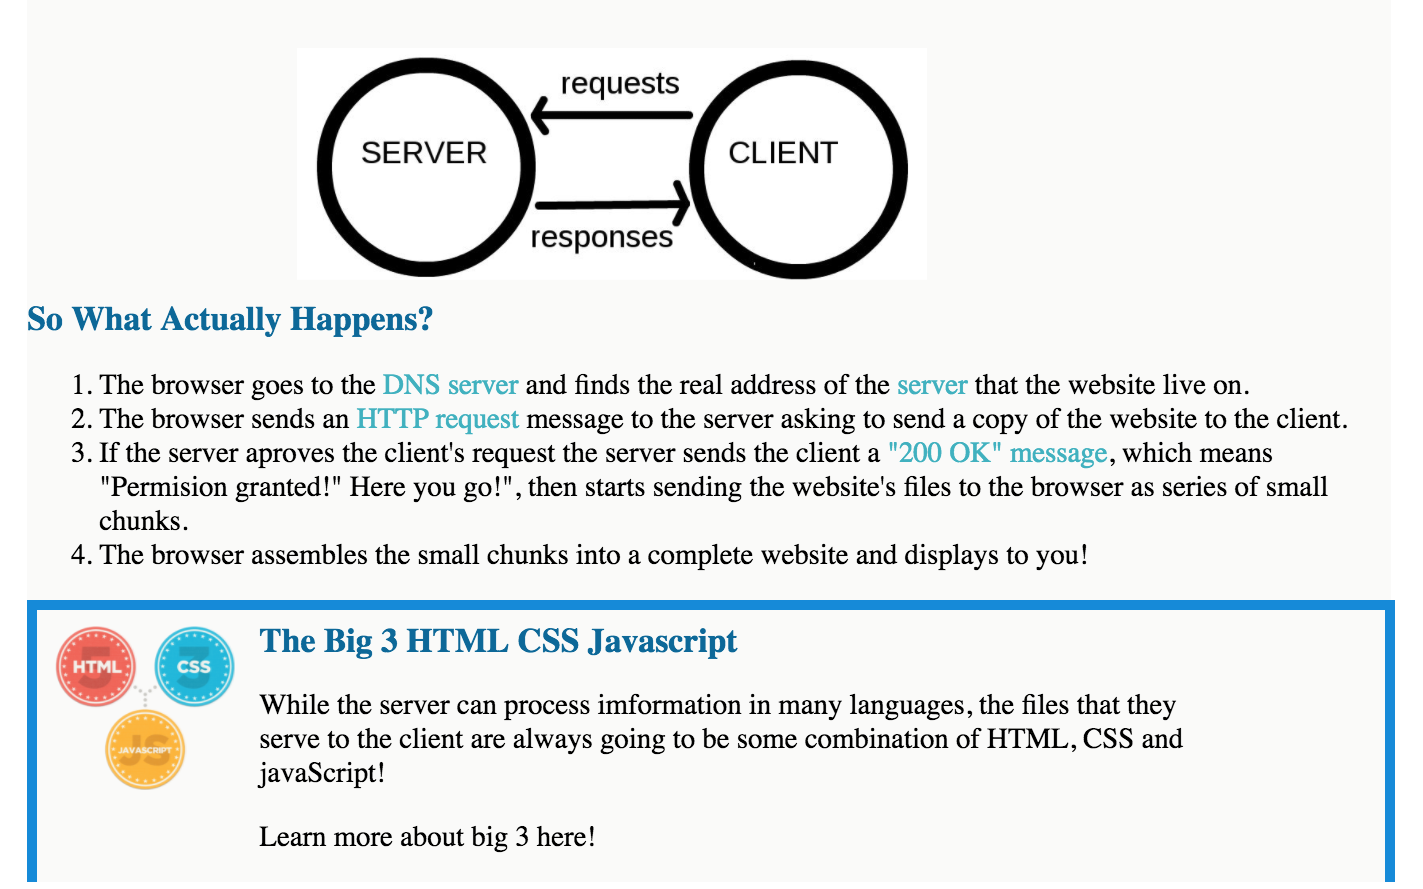 requests
SERVER
CLIENT
responses
So What Actually Happens?
1. The browser goes to the DNS server and finds the real address of the server that the website live on.
2. The browser sends an HTTP request message to the server asking to send a copy of the website to the client.
3. If the server aproves the client's request the server sends the client a "200 OK" message, which means
"Permision granted!" Here you go!", then starts sending the website's files to the browser as series of small
chunks.
4. The browser assembles the small chunks into a complete website and displays to you!
HTML
5
CSS
3
JAVASCRIPT
JS
The Big 3 HTML CSS Javascript
While the server can process imformation in many languages, the files that they
serve to the client are always going to be some combination of HTML, CSS and
javaScript!
Learn more about big 3 here!